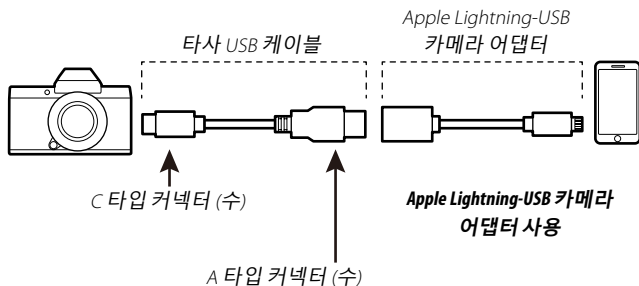 타사 USB 케이블
Apple Lightning-USB
카메라 어댑터
C 타입 커넥터 (수)
A 타입 커넥터 (수)
Apple Lightning-USB 카메라
어댑터 사용